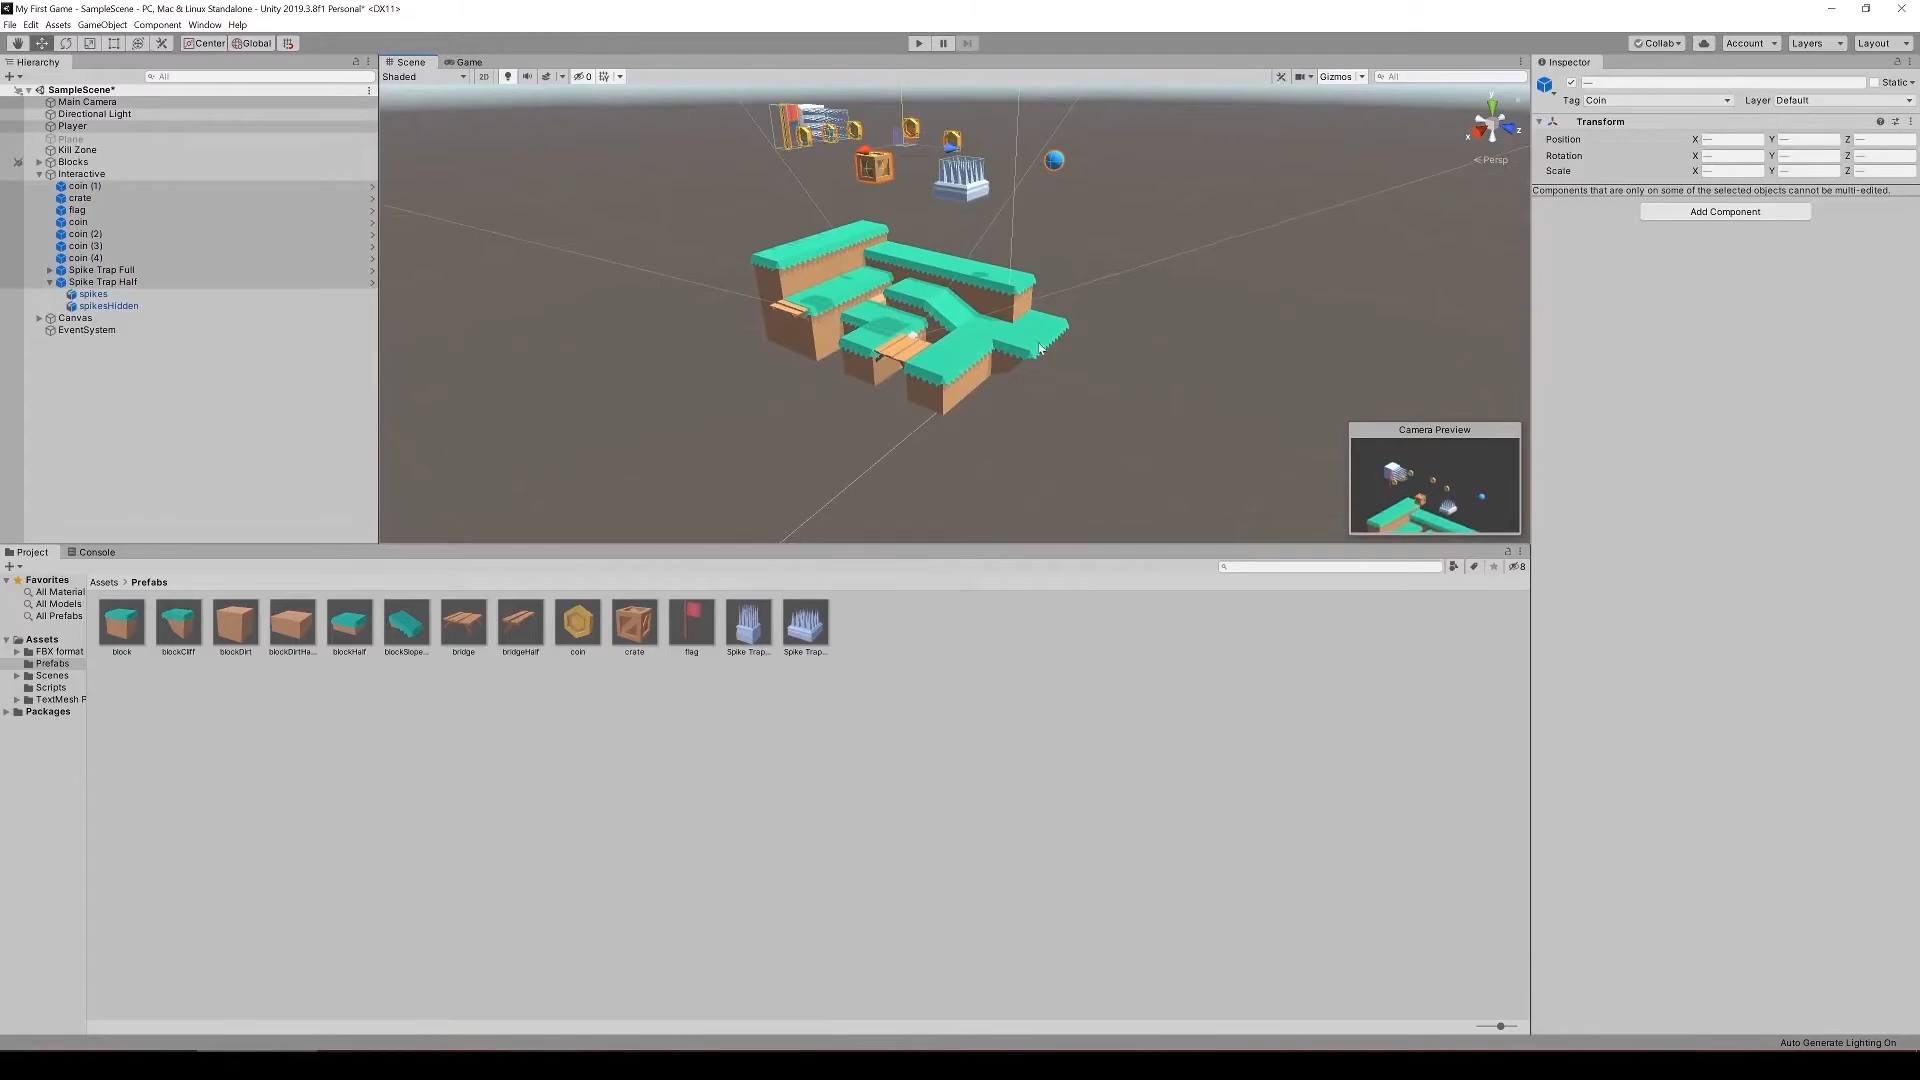 My First Game - SampleScene - PC, Mac & Linux Standalone - Unity 2019.3.8f1 Personal* <DX11>
File Edit Assets GameObject Component Window Help
Center Global Collab Account Layers Layout
Hierarchy
All
SampleScene*
Main Camera
Directional Light
Player
Plane
Kill Zone
Blocks
Interactive
coin (1)
crate
flag
coin
coin (2)
coin (3)
coin (4)
Spike Trap Full
Spike Trap Half
spikes
spikesHidden
Canvas
EventSystem
Scene Game
Shaded 2D 0 Gizmos All
y
x z
Persp
Camera Preview
Inspector
— Static
Tag Coin Layer Default
Transform
Position X — Y — Z —
Rotation X — Y — Z —
Scale X — Y — Z —
Components that are only on some of the selected objects cannot be multi-edited.
Add Component
Project Console
8
Favorites
All Material
All Models
All Prefabs
Assets
FBX format
Prefabs
Scenes
Scripts
TextMesh P
Packages
Assets > Prefabs
block blockCliff blockDirt blockDirtHa... blockHalf blockSlope... bridge bridgeHalf coin crate flag Spike Trap... Spike Trap...
Auto Generate Lighting On